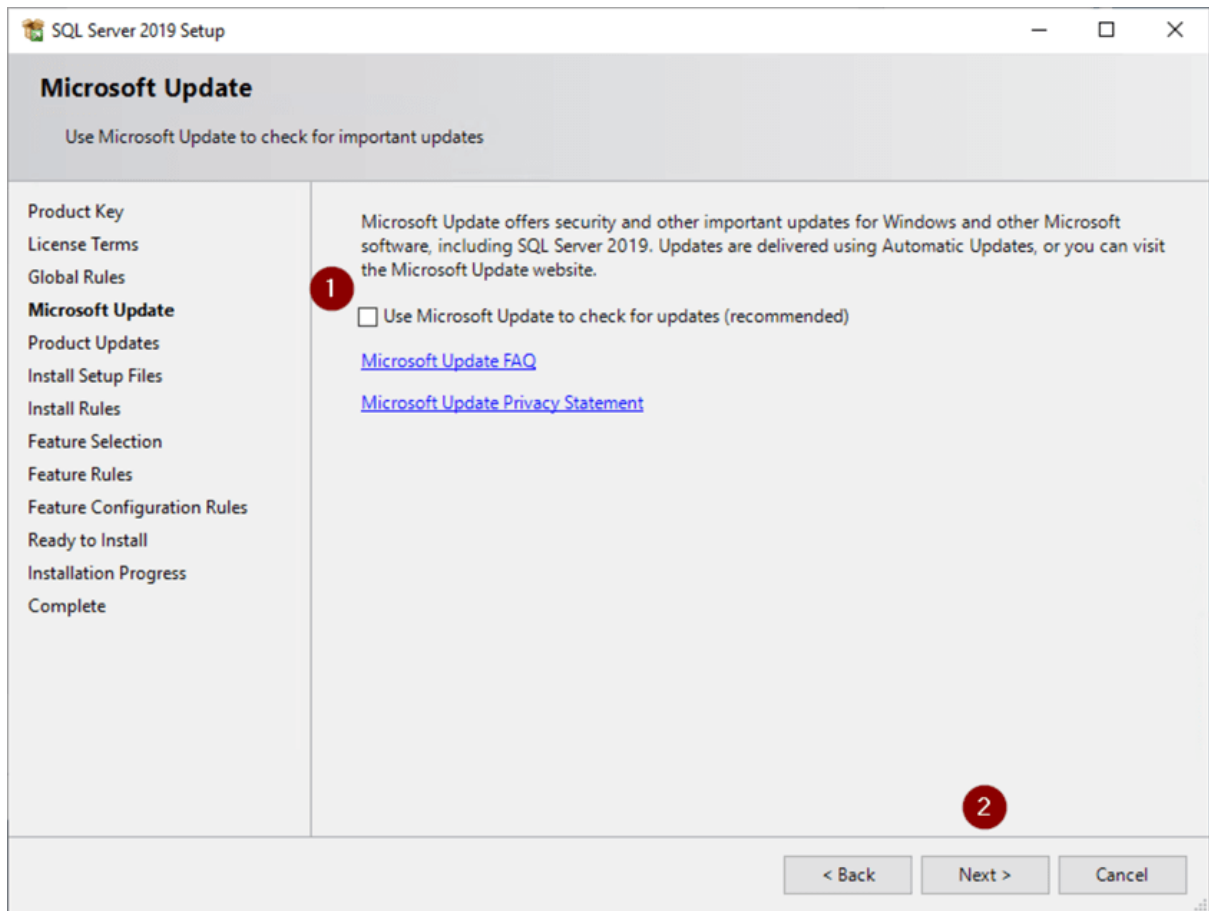 SQL Server 2019 Setup
Microsoft Update
Use Microsoft Update to check for important updates
Product Key
License Terms
Global Rules
Microsoft Update
Product Updates
Install Setup Files
Install Rules
Feature Selection
Feature Rules
Feature Configuration Rules
Ready to Install
Installation Progress
Complete
Microsoft Update offers security and other important updates for Windows and other Microsoft
software, including SQL Server 2019. Updates are delivered using Automatic Updates, or you can visit
the Microsoft Update website.
1
Use Microsoft Update to check for updates (recommended)
Microsoft Update FAQ
Microsoft Update Privacy Statement
2
< Back
Next >
Cancel